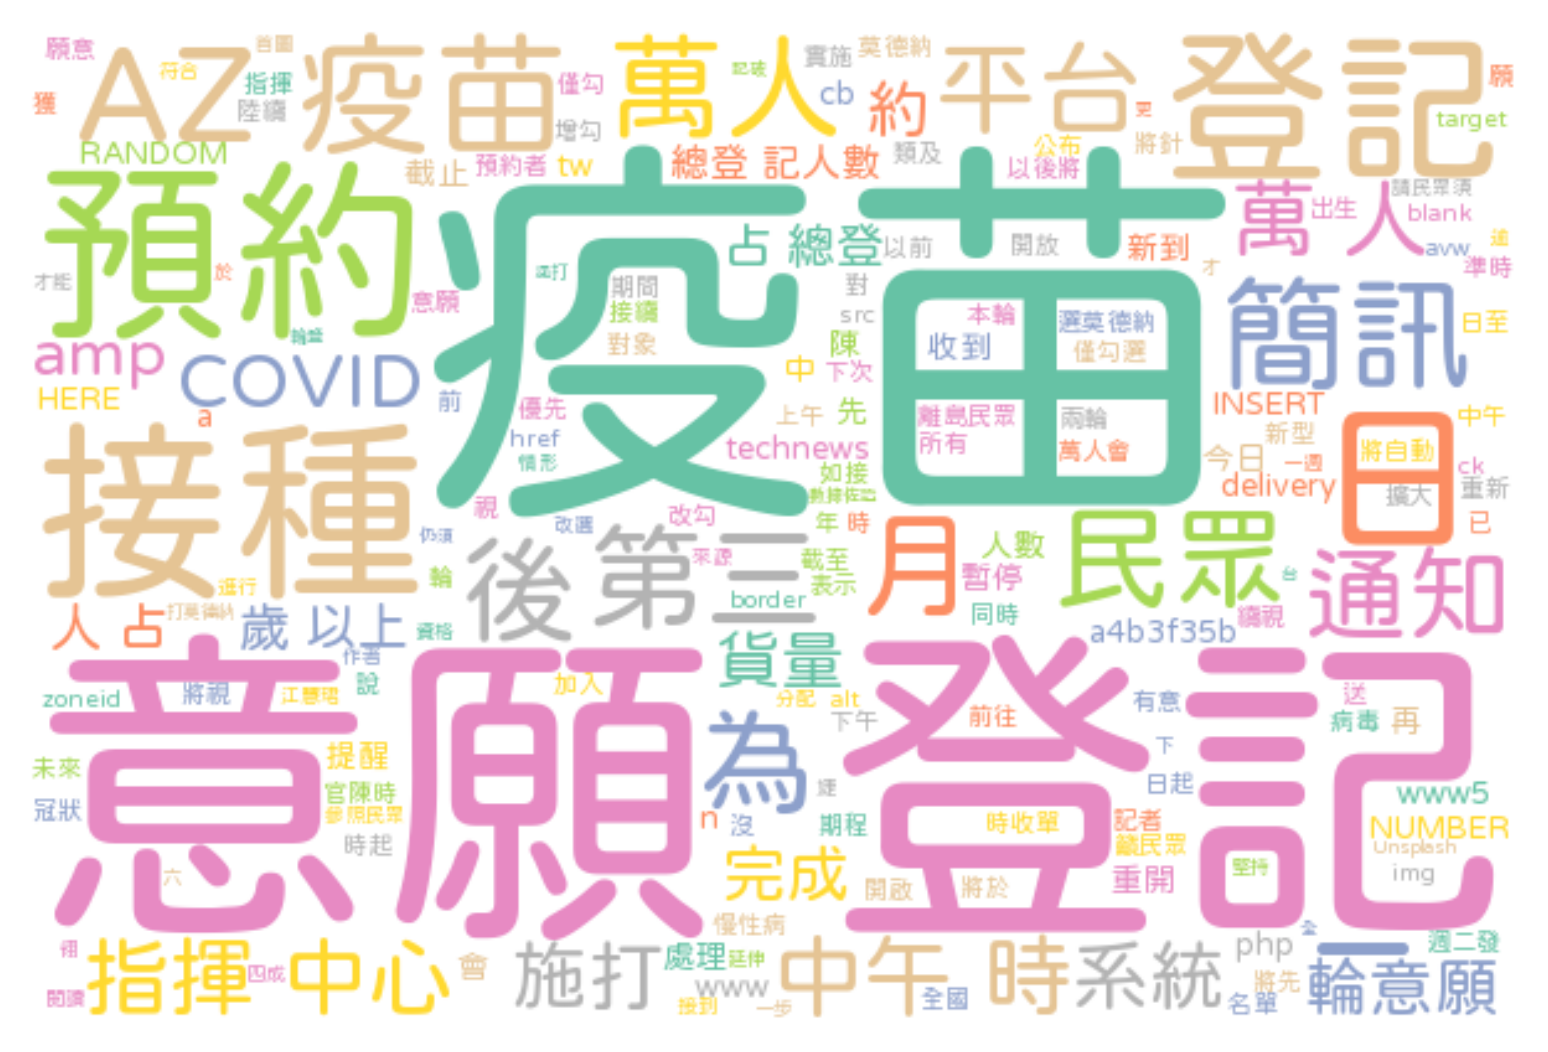 願意
AZ
符合
首圖
疫苗
指揮
陸續
獲
僅勾
增勾
萬人
記破
實施
莫德納
cb
約
平台
登記
願
target
RANDOM
截止
預約者
tw
總登 記人數
類及
公布
以後將
將針
預約
疫苗
占 總登
以前
開放
新到
萬人
出生
請民眾須
blank
avw
準時
才能
於
意願
期間
接續
對象
對
src
陳
中
下次
本輪
收到
選莫德納
僅勾選
簡訊
日至
amp
COVID
HERE
a
前
優先
href
情形
上午
先
technews
離島民眾
所有
兩輪
萬人會
INSERT
新型
中午
今日
一週
delivery
日
將自動
擴大
ck
重新
已
接種
視
改選
改勾
如接
年
時
仍須
後
第三
來源
截至
表示
月
人數
暫停
同時
民眾
台
通知
進行
輪
border
人 占
打莫德納
歲 以上
資格
作者
a4b3f35b
繳視
意願
登記
zoneid
將視
江慧珺
說
加入
貨量
分配
alt
下午
前往
有意
送
病毒
再
未來
提醒
官陳時
參照民眾
冠狀
時起
六
為
沒
n
期程
下
日起
www5
時收單
記者
籲民眾
NUMBER
Unsplash
img
堅持
完成
開啟
將於
重開
慢性病
指揮
中心
四成
閱讀
會
施打
處理
延伸
www
接到
一步
中午
全國
時
系統
php
將先
名單
一
輪意願
週二發